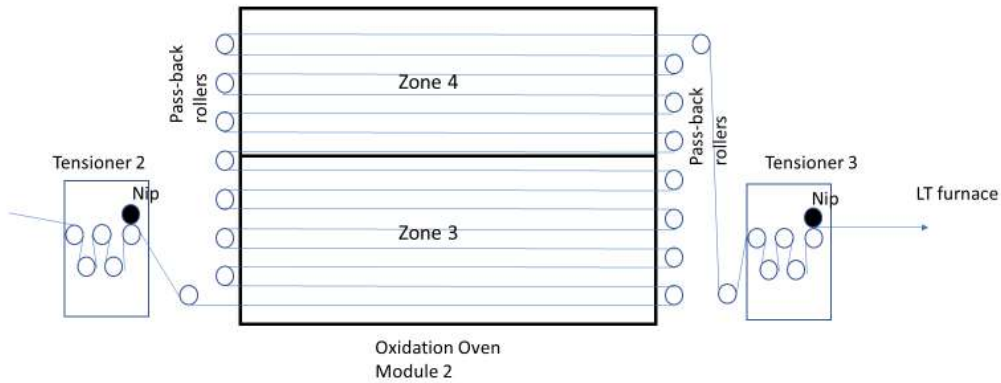 Pass-back
rollers
Zone 4
Pass-back
rollers
Tensioner 2
Nip
Zone 3
Tensioner 3
Nip
LT furnace
Oxidation Oven
Module 2